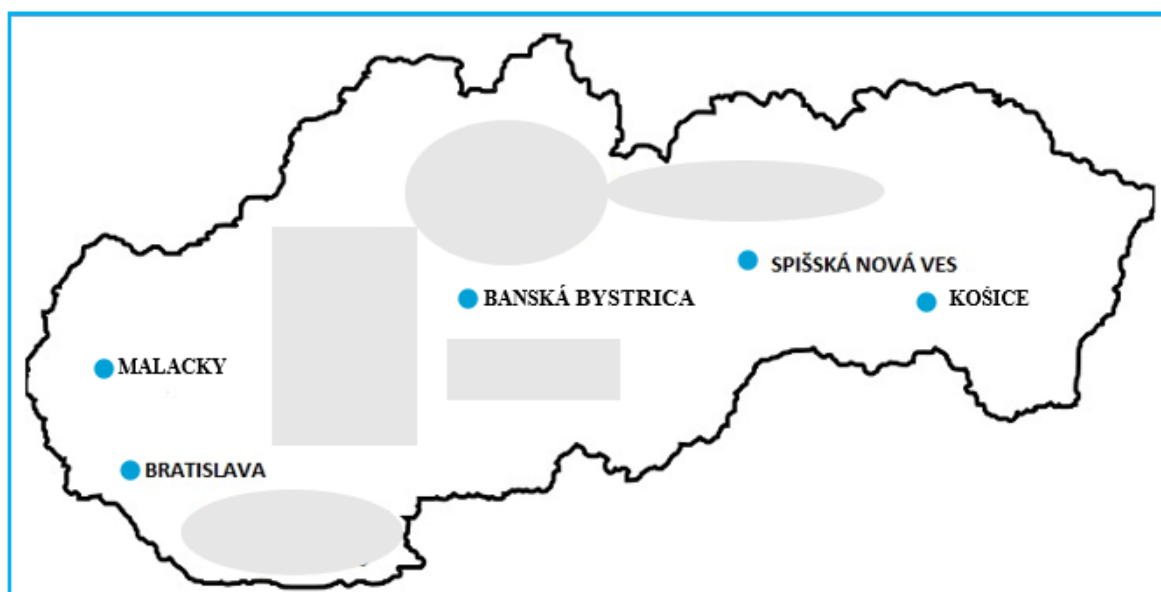 SPIŠSKÁ NOVÁ VES
BANSKÁ BYSTRICA
KOŠICE
MALACKY
BRATISLAVA